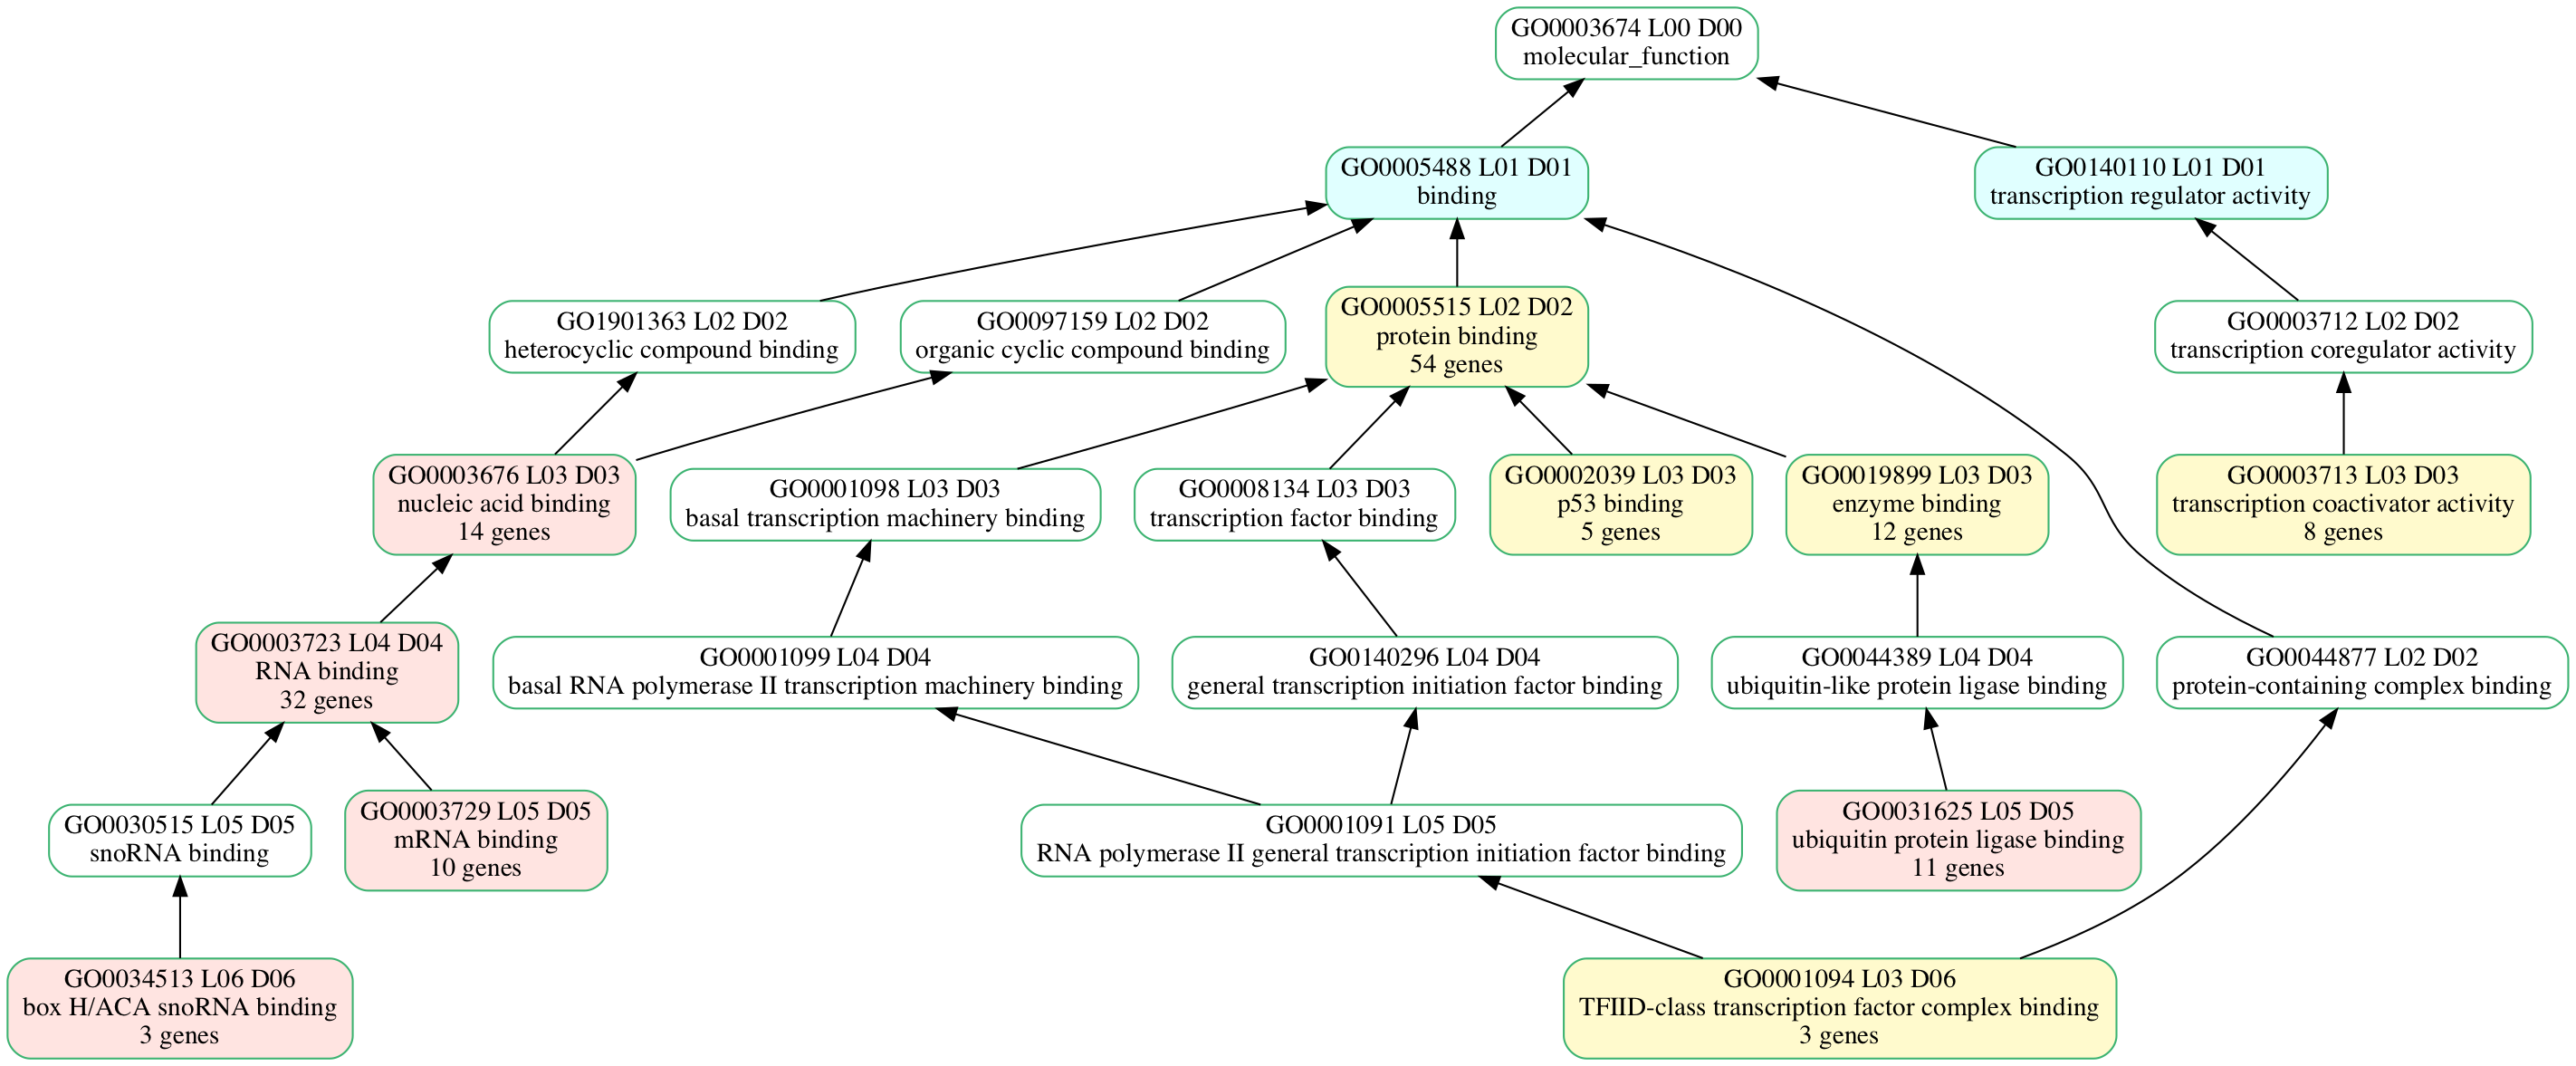 GO0003674 L00 D00
molecular_function
GO0005488 L01 D01
binding
GO0140110 L01 D01
transcription regulator activity
GO1901363 L02 D02
heterocyclic compound binding
GO0097159 L02 D02
organic cyclic compound binding
GO0005515 L02 D02
protein binding
54 genes
GO0003712 L02 D02
transcription coregulator activity
GO0003676 L03 D03
nucleic acid binding
14 genes
GO0001098 L03 D03
basal transcription machinery binding
GO0008134 L03 D03
transcription factor binding
GO0002039 L03 D03
p53 binding
5 genes
GO0019899 L03 D03
enzyme binding
12 genes
GO0003713 L03 D03
transcription coactivator activity
8 genes
GO0003723 L04 D04
RNA binding
32 genes
GO0001099 L04 D04
basal RNA polymerase II transcription machinery binding
GO0140296 L04 D04
general transcription initiation factor binding
GO0044389 L04 D04
ubiquitin-like protein ligase binding
GO0044877 L02 D02
protein-containing complex binding
GO0030515 L05 D05
snoRNA binding
GO0003729 L05 D05
mRNA binding
10 genes
GO0001091 L05 D05
RNA polymerase II general transcription initiation factor binding
GO0031625 L05 D05
ubiquitin protein ligase binding
11 genes
GO0034513 L06 D06
box H/ACA snoRNA binding
3 genes
GO0001094 L03 D06
TFIID-class transcription factor complex binding
3 genes